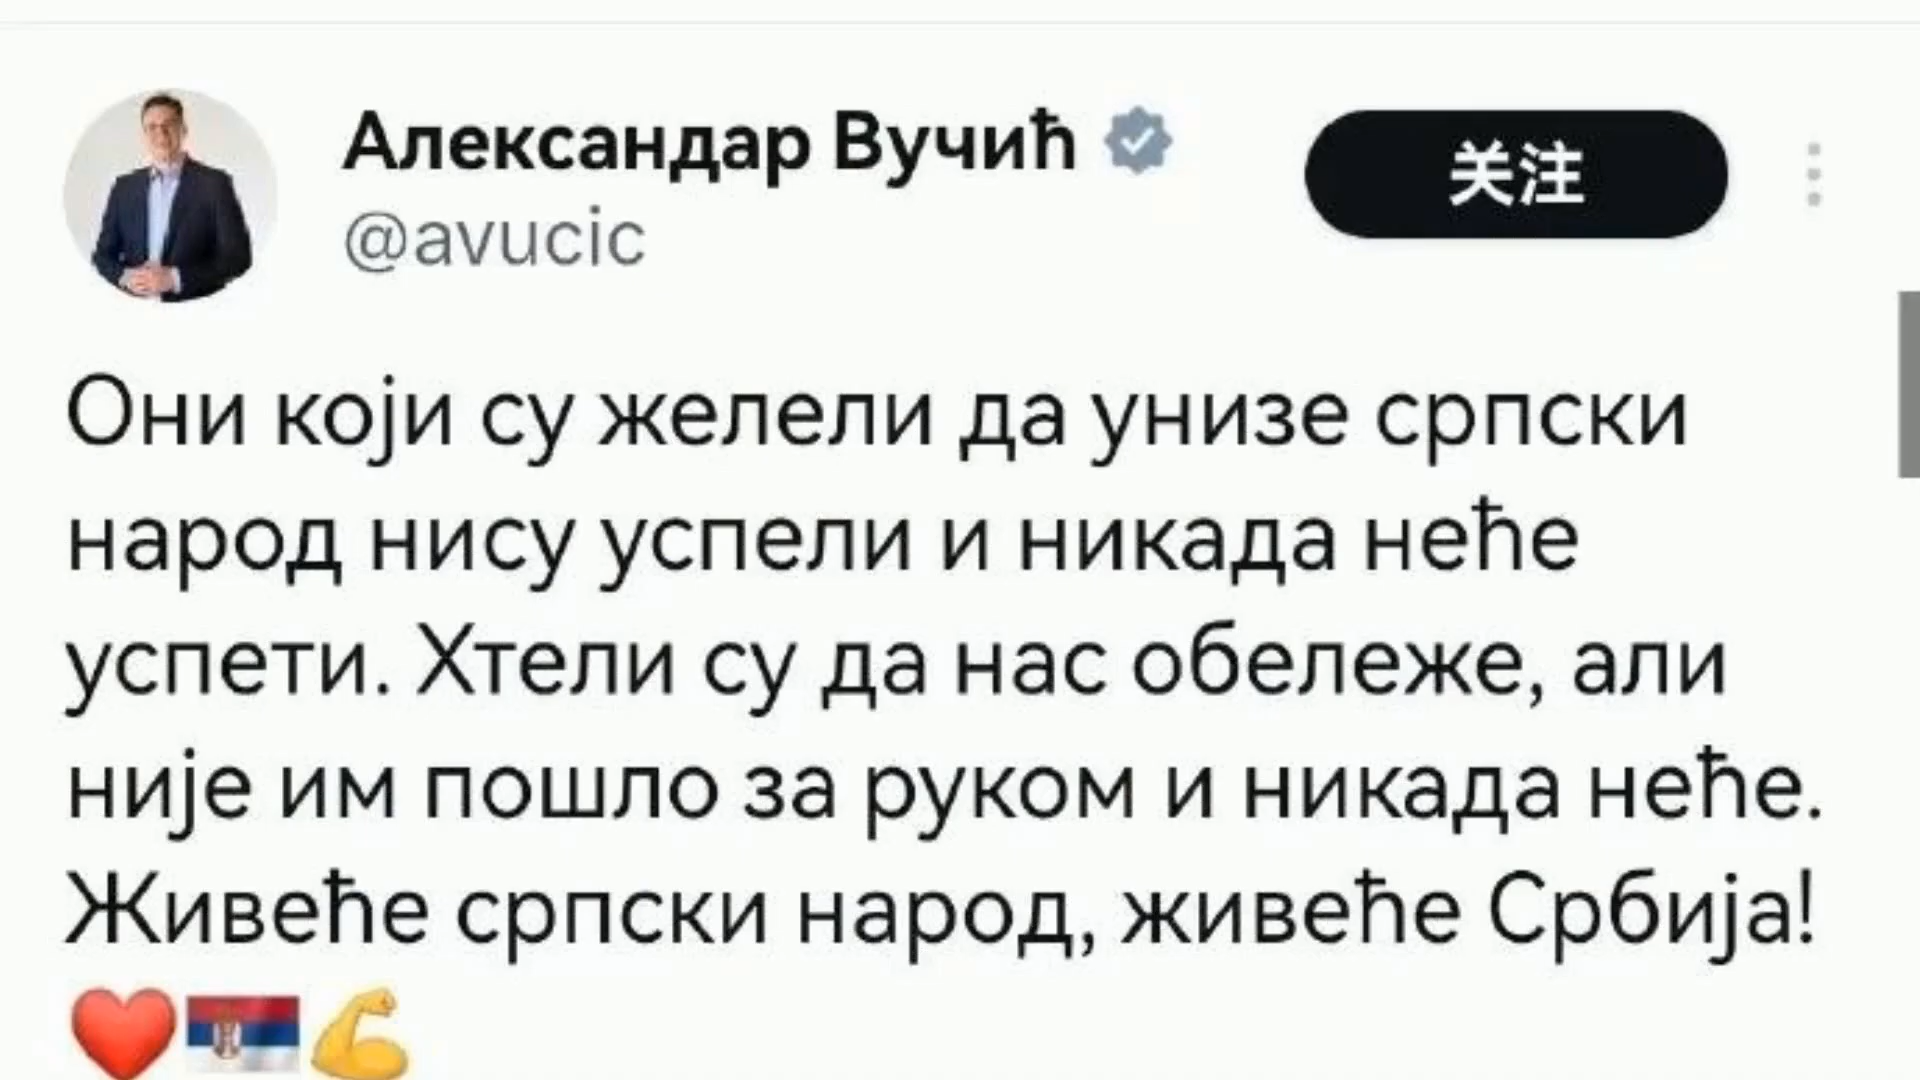 Александар Вучић
关注
@avucic
Они који су желели да унизе српски
народ нису успели и никада неће
успети. Хтели су да нас обележе, али
није им пошло за руком и никада неће.
Живеће српски народ, живеће Србија!
❤️🇷🇸💪